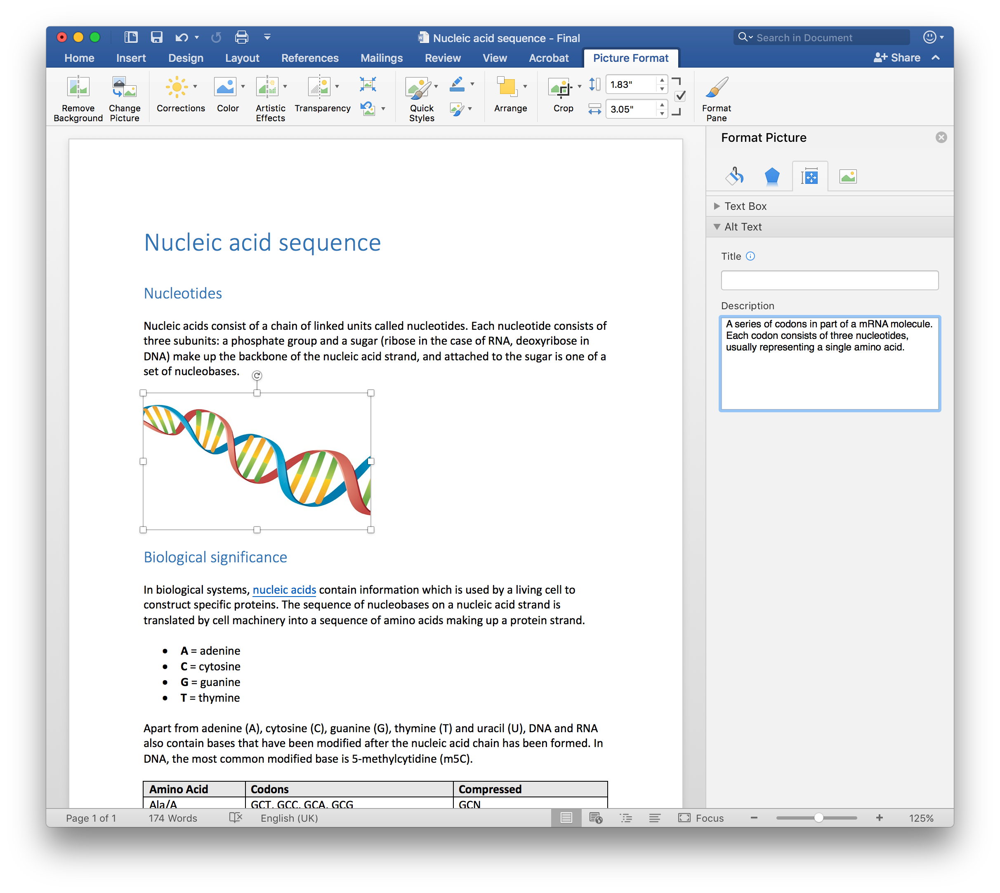 Nucleic acid sequence - Final
Search in Document
Home Insert Design Layout References Mailings Review View Acrobat Picture Format Share
Remove Background
Change Picture
Corrections
Color
Artistic Effects
Transparency
Quick Styles
Arrange
Crop
1.83"
3.05"
Format Pane
Nucleic acid sequence
Nucleotides
Nucleic acids consist of a chain of linked units called nucleotides. Each nucleotide consists of
three subunits: a phosphate group and a sugar (ribose in the case of RNA, deoxyribose in
DNA) make up the backbone of the nucleic acid strand, and attached to the sugar is one of a
set of nucleobases.
Biological significance
In biological systems, nucleic acids contain information which is used by a living cell to
construct specific proteins. The sequence of nucleobases on a nucleic acid strand is
translated by cell machinery into a sequence of amino acids making up a protein strand.
• A = adenine
• C = cytosine
• G = guanine
• T = thymine
Apart from adenine (A), cytosine (C), guanine (G), thymine (T) and uracil (U), DNA and RNA
also contain bases that have been modified after the nucleic acid chain has been formed. In
DNA, the most common modified base is 5-methylcytidine (m5C).
Amino Acid Codons Compressed
Ala/A GCT, GCC, GCA, GCG GCN
Format Picture
Text Box
Alt Text
Title
Description
A series of codons in part of a mRNA molecule.
Each codon consists of three nucleotides,
usually representing a single amino acid.
Page 1 of 1 174 Words English (UK) Focus 125%